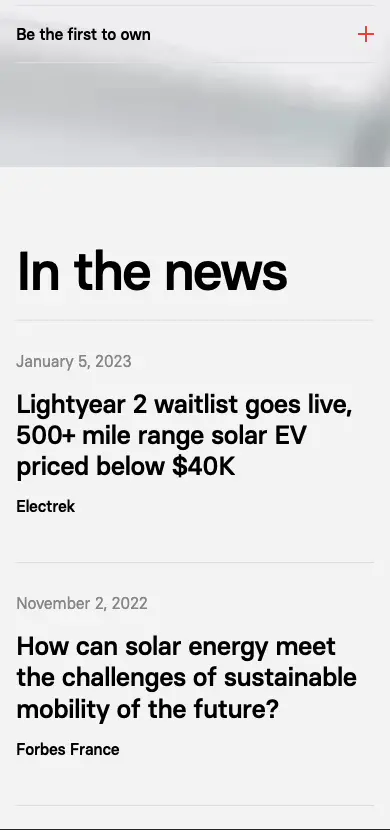 Be the first to own
In the news
January 5, 2023
Lightyear 2 waitlist goes live,
500+ mile range solar EV
priced below $40K
Electrek
November 2, 2022
How can solar energy meet
the challenges of sustainable
mobility of the future?
Forbes France